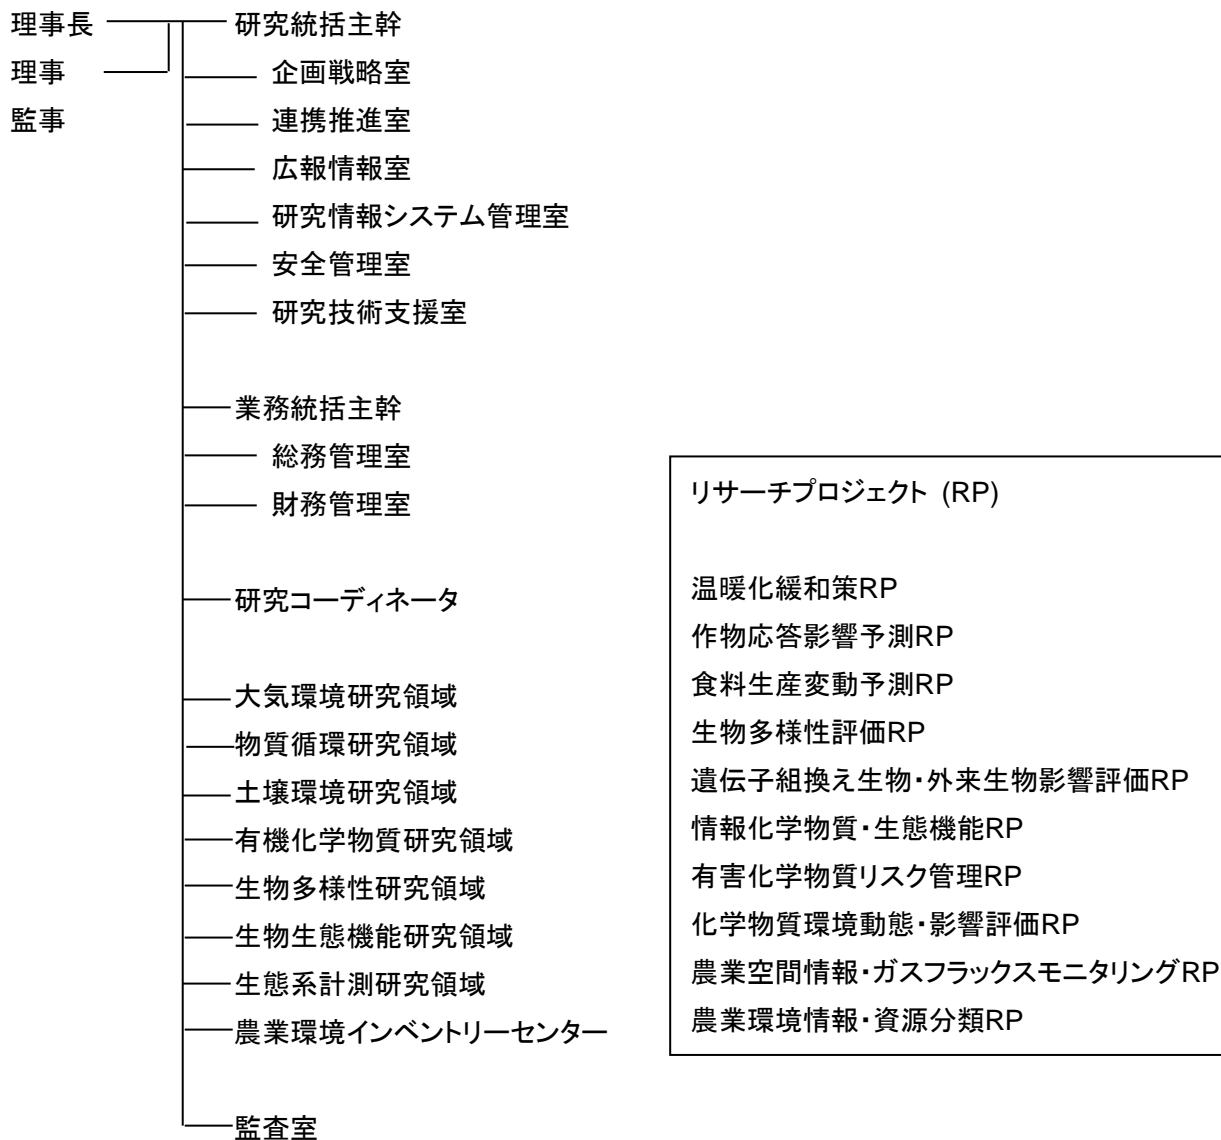 理事長
理事
監事
研究統括主幹
企画戦略室
連携推進室
広報情報室
研究情報システム管理室
安全管理室
研究技術支援室
業務統括主幹
総務管理室
財務管理室
研究コーディネータ
大気環境研究領域
物質循環研究領域
土壌環境研究領域
有機化学物質研究領域
生物多様性研究領域
生物生態機能研究領域
生態系計測研究領域
農業環境インベントリーセンター
監査室
リサーチプロジェクト (RP)
温暖化緩和策RP
作物応答影響予測RP
食料生産変動予測RP
生物多様性評価RP
遺伝子組換え生物・外来生物影響評価RP
情報化学物質・生態機能RP
有害化学物質リスク管理RP
化学物質環境動態・影響評価RP
農業空間情報・ガスフラックスモニタリングRP
農業環境情報・資源分類RP